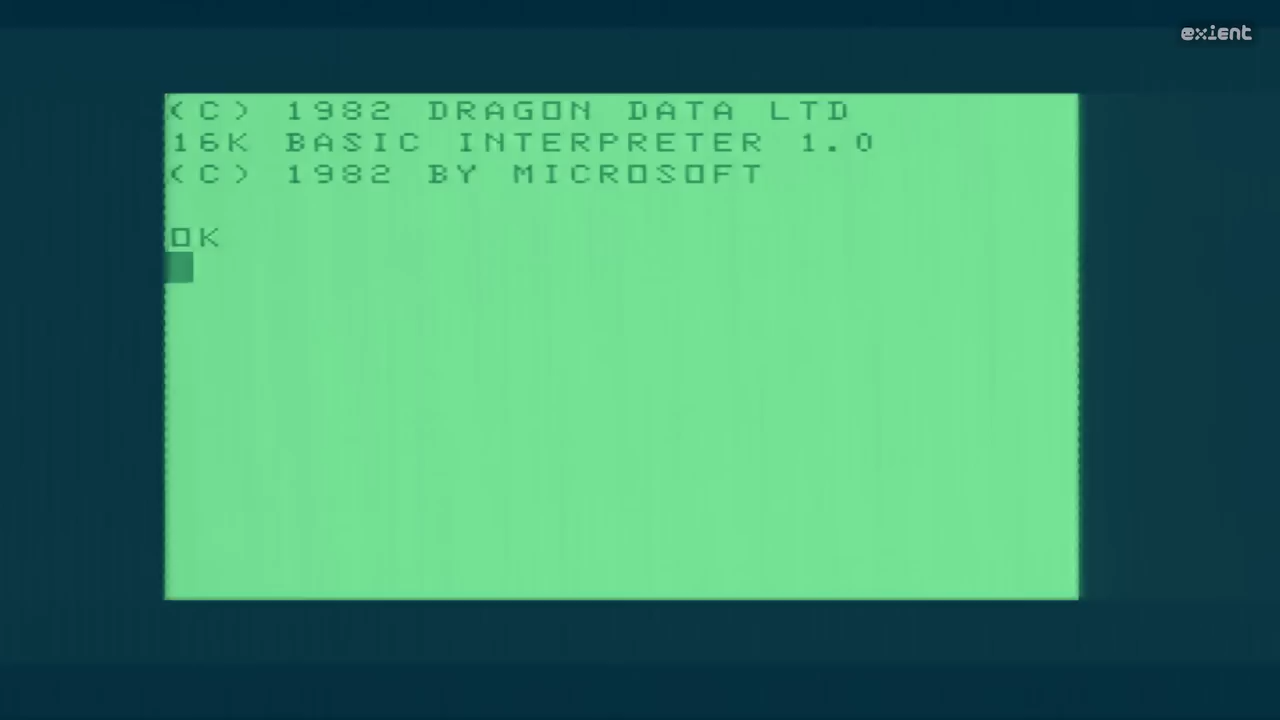 exient
(C) 1982 DRAGON DATA LTD
16K BASIC INTERPRETER 1.0
(C) 1982 BY MICROSOFT
OK